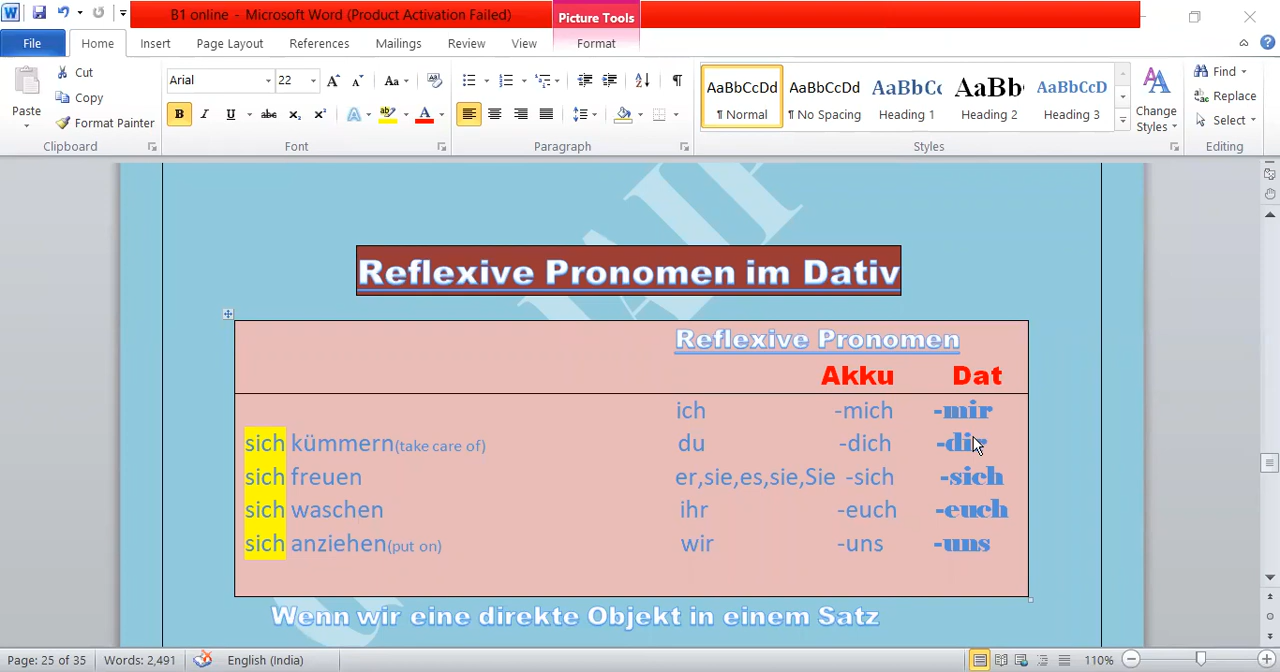 B1 online - Microsoft Word (Product Activation Failed)
Picture Tools
File
Home
Insert
Page Layout
References
Mailings
Review
View
Format
Paste
Cut
Copy
Format Painter
Clipboard
Arial
22
Font
Paragraph
AaBbCcDd
¶ Normal
AaBbCcDd
¶ No Spacing
AaBbCc
Heading 1
AaBb
Heading 2
AaBbCcD
Heading 3
Change Styles
Styles
Find
Replace
Select
Editing
Reflexive Pronomen im Dativ
Reflexive Pronomen
Akku Dat
ich -mich -mir
sich kümmern(take care of) du -dich -dir
sich freuen er,sie,es,sie,Sie -sich -sich
sich waschen ihr -euch -euch
sich anziehen(put on) wir -uns -uns
Wenn wir eine direkte Objekt in einem Satz
Page: 25 of 35 Words: 2,491 English (India) 110%